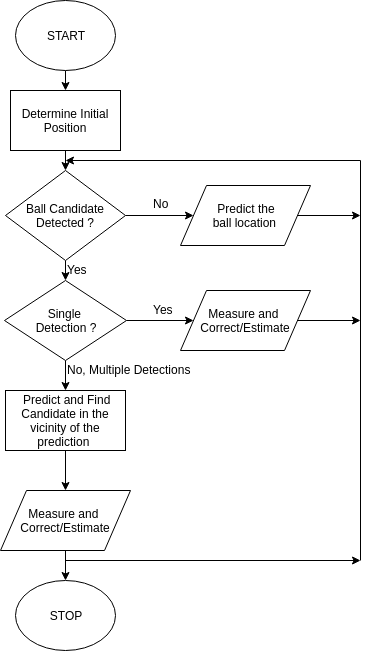 START
Determine Initial
Position
Ball Candidate
Detected ?
No
Predict the
ball location
Yes
Single
Detection ?
Yes
Measure and
Correct/Estimate
No, Multiple Detections
Predict and Find
Candidate in the
vicinity of the
prediction
Measure and
Correct/Estimate
STOP